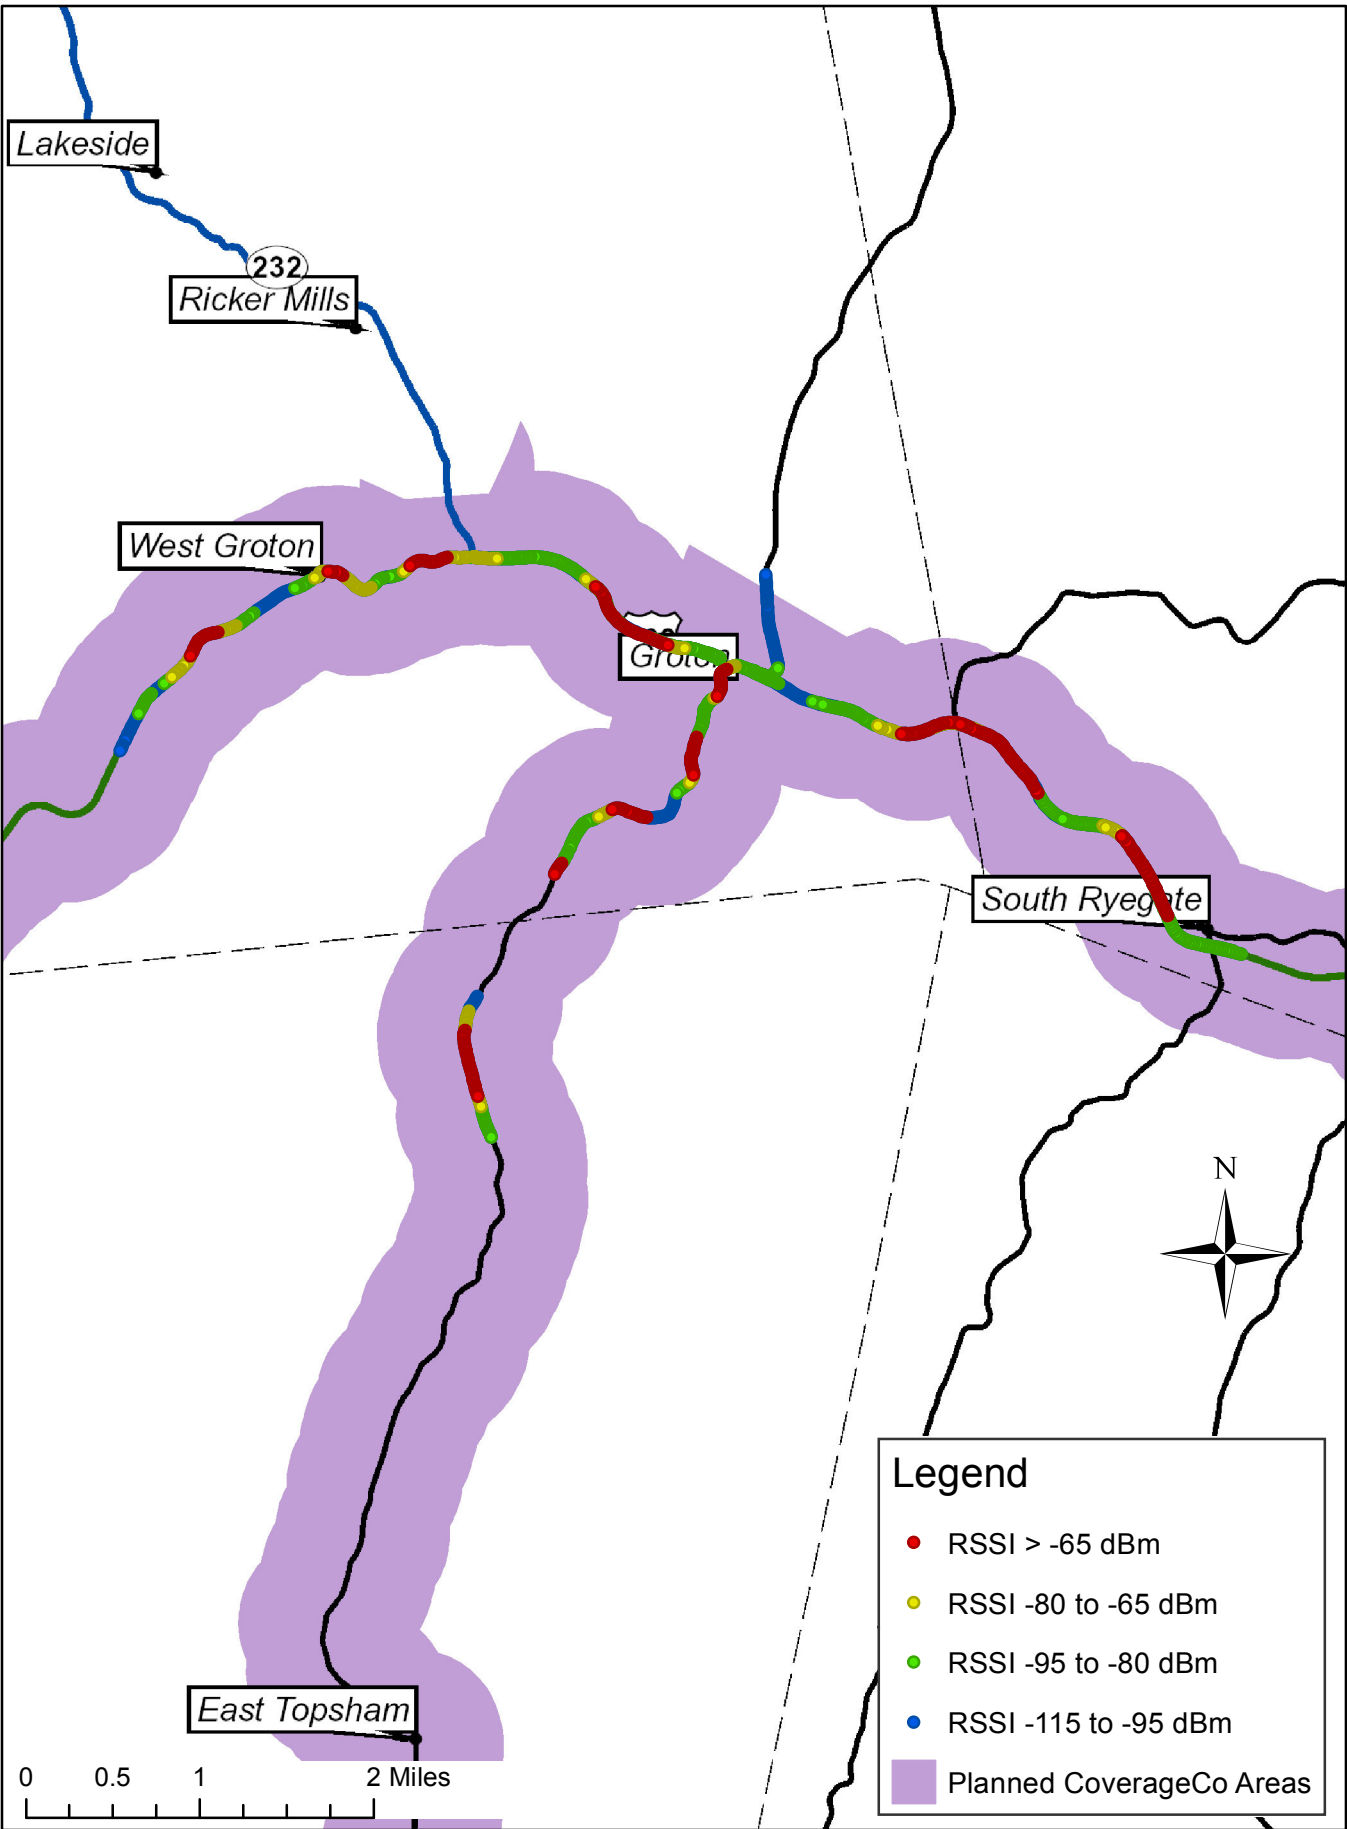 Lakeside
232
Ricker Mills
West Groton
Groton
South Ryegate
N
Legend
RSSI > -65 dBm
RSSI -80 to -65 dBm
RSSI -95 to -80 dBm
RSSI -115 to -95 dBm
Planned CoverageCo Areas
East Topsham
0 0.5 1 2 Miles